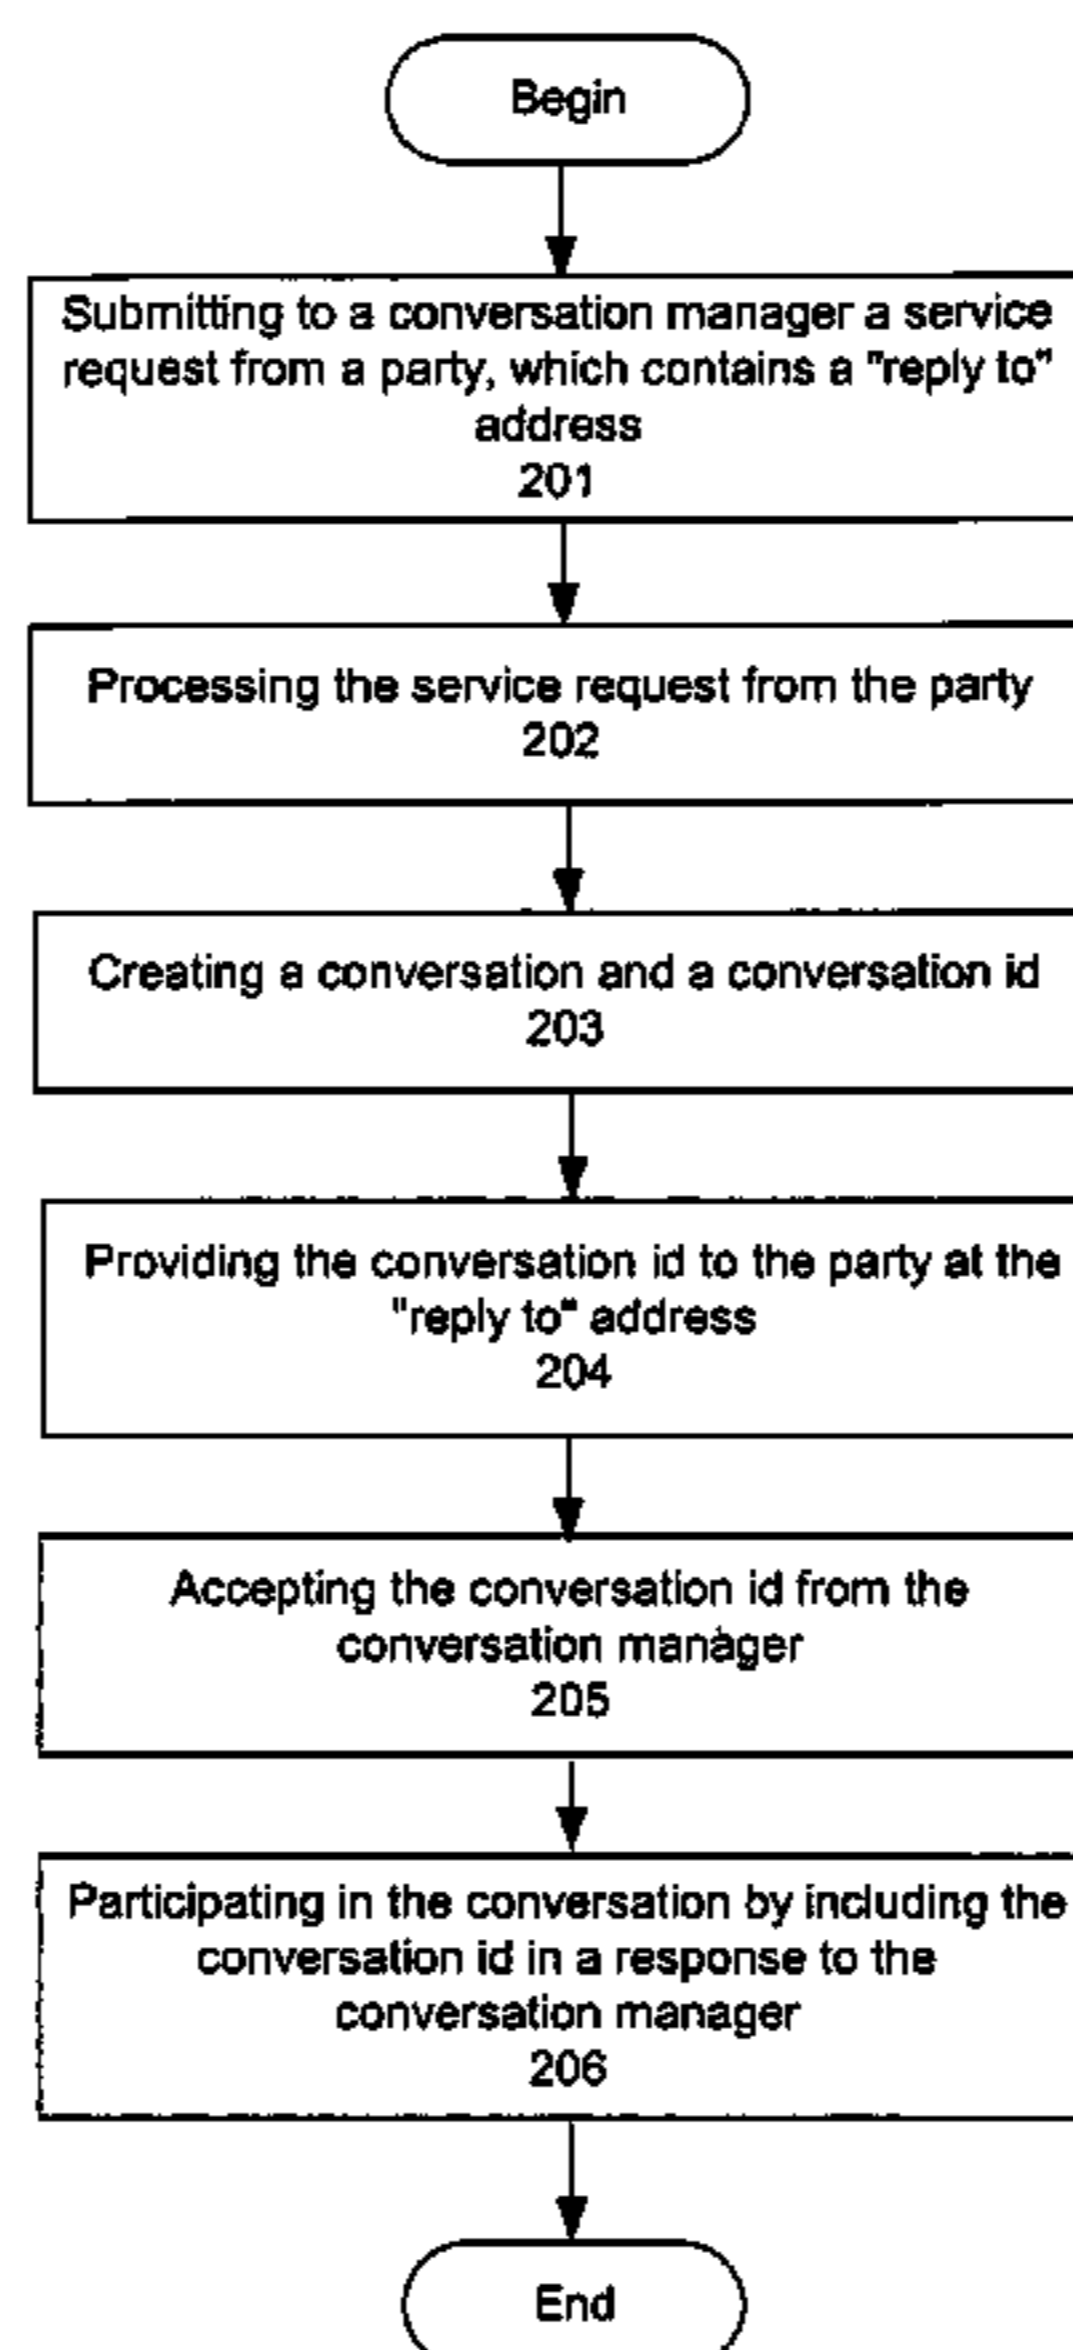 Begin
Submitting to a conversation manager a service
request from a party, which contains a "reply to"
address
201
Processing the service request from the party
202
Creating a conversation and a conversation id
203
Providing the conversation id to the party at the
"reply to" address
204
Accepting the conversation id from the
conversation manager
205
Participating in the conversation by including the
conversation id in a response to the
conversation manager
206
End